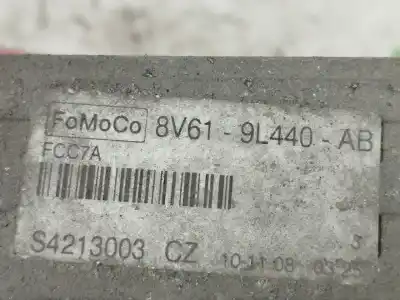 FoMoCo 8V61 - 9L440 - AB
FCC7A
3
S4213003 CZ 10-11-08 03:25